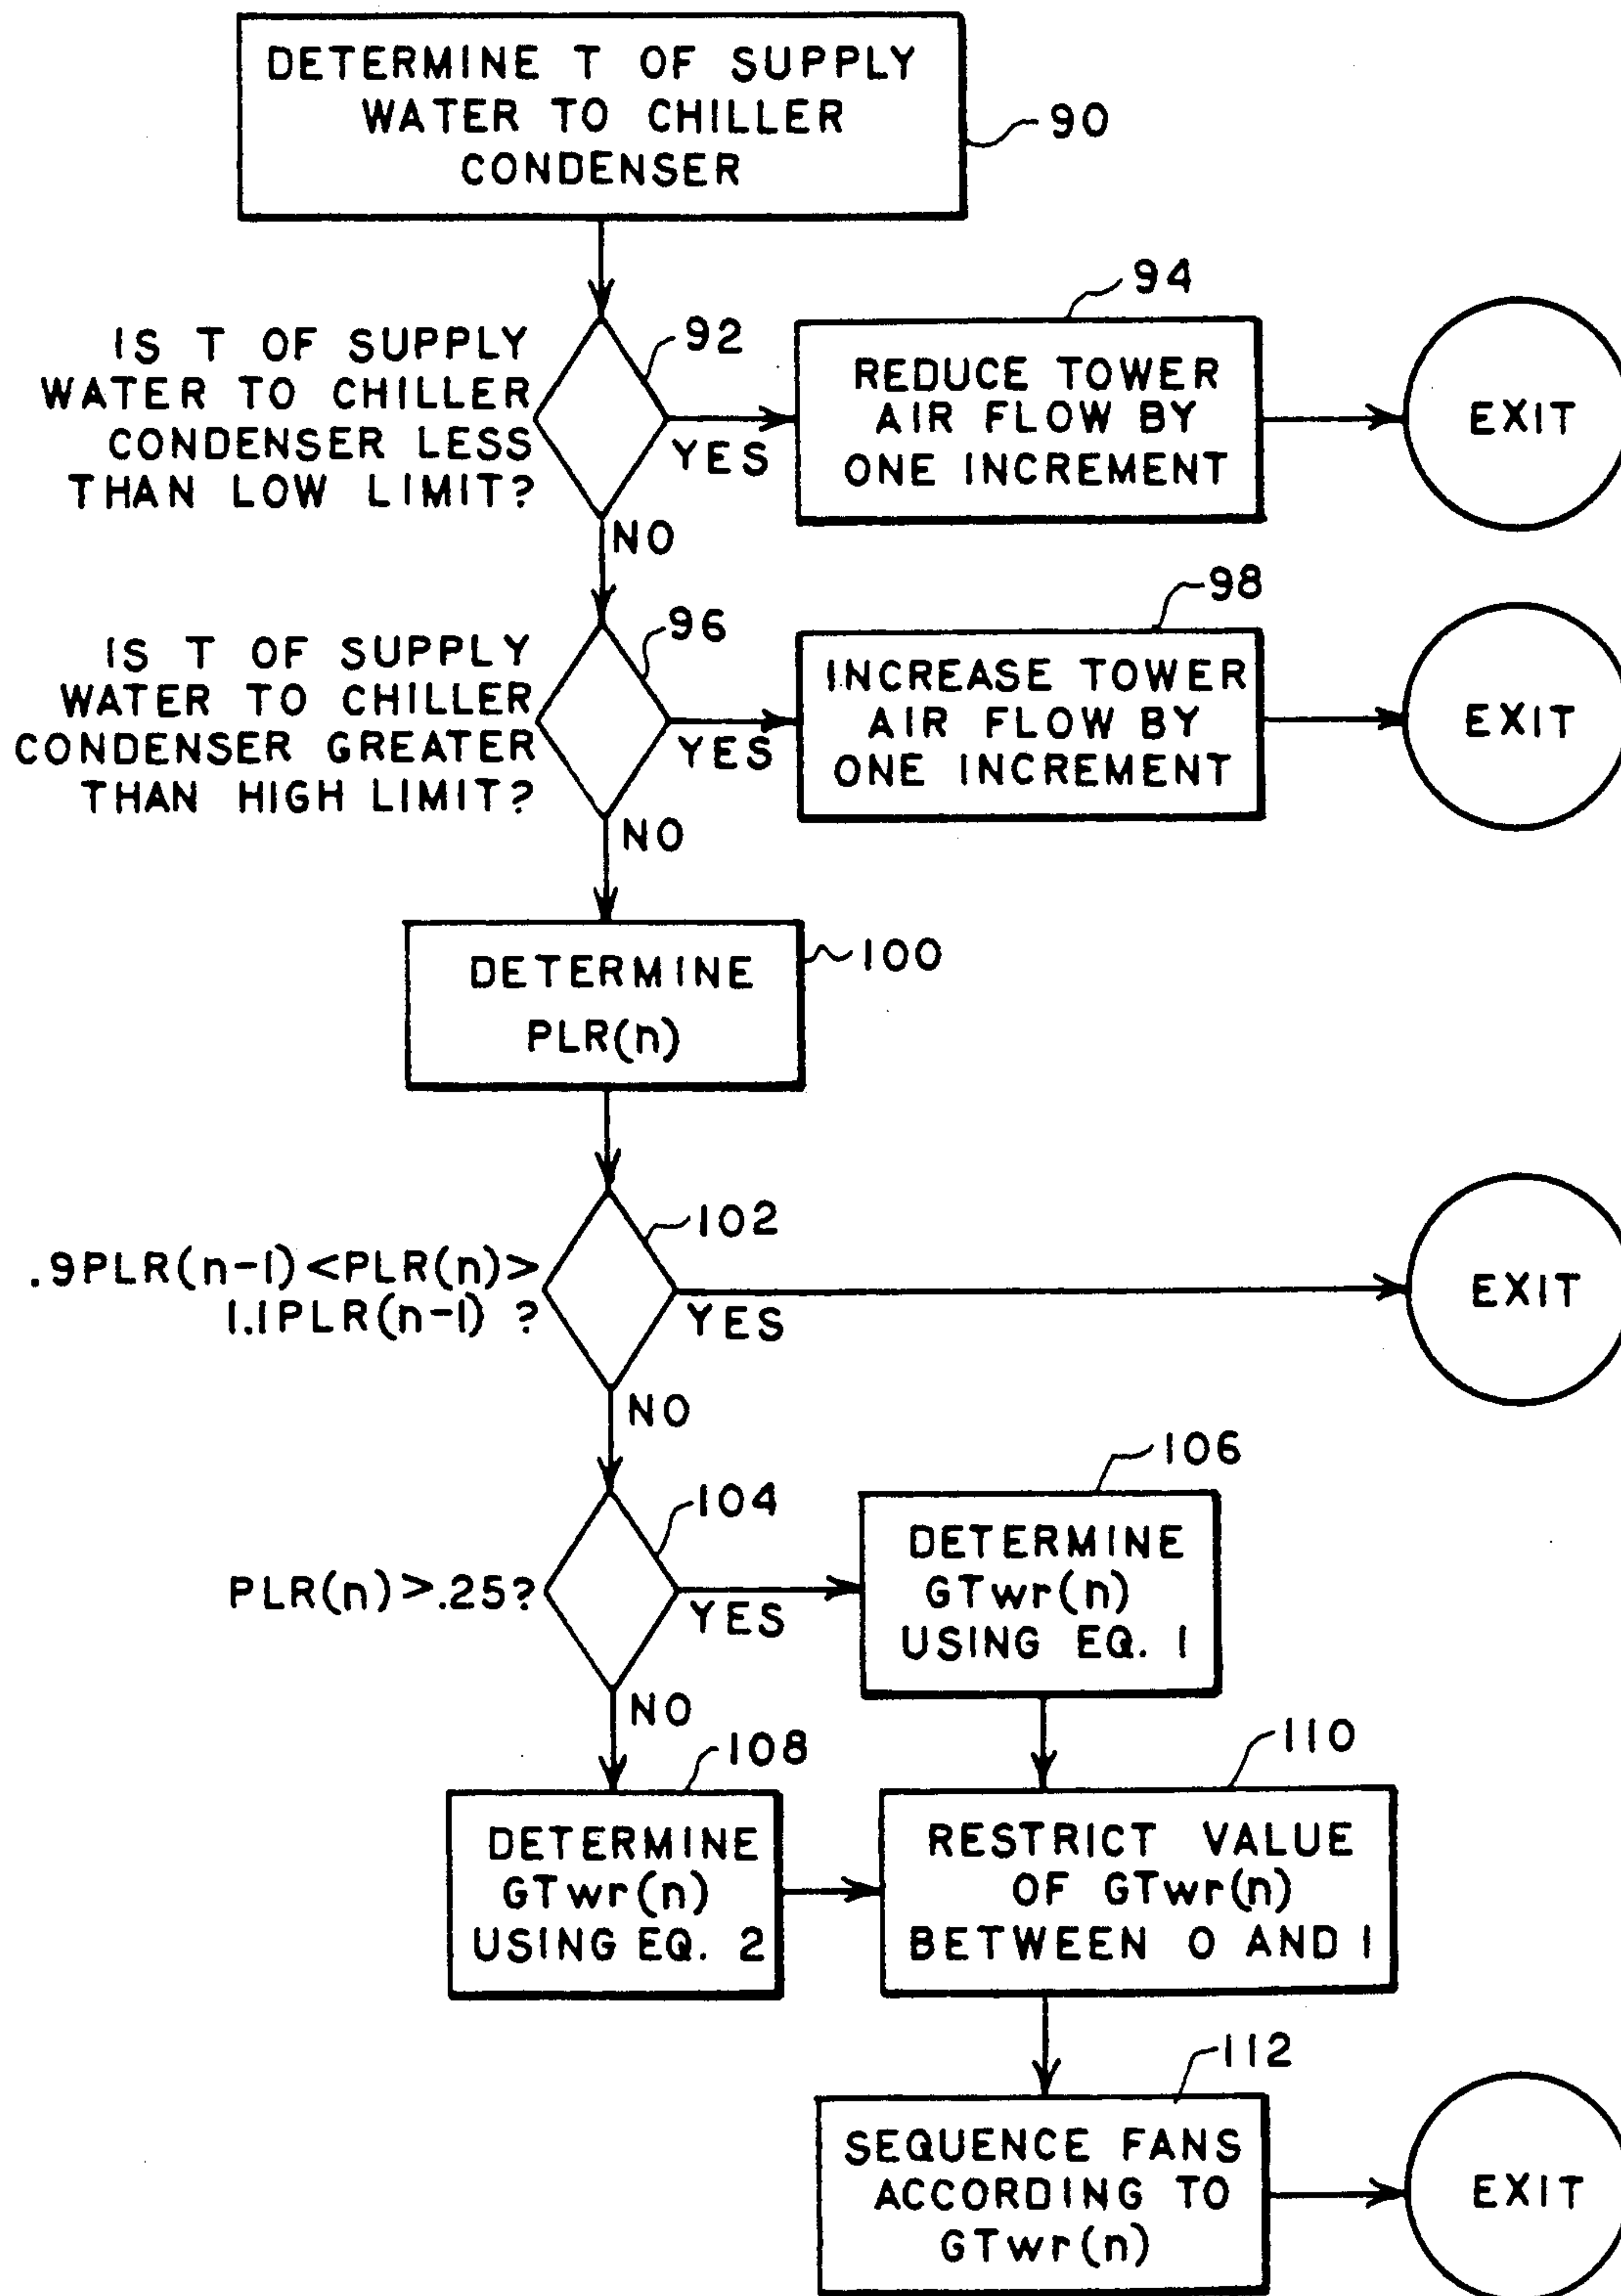 DETERMINE T OF SUPPLY
WATER TO CHILLER
CONDENSER
90
IS T OF SUPPLY
WATER TO CHILLER
CONDENSER LESS
THAN LOW LIMIT?
92
YES
NO
94
REDUCE TOWER
AIR FLOW BY
ONE INCREMENT
EXIT
IS T OF SUPPLY
WATER TO CHILLER
CONDENSER GREATER
THAN HIGH LIMIT?
96
YES
NO
98
INCREASE TOWER
AIR FLOW BY
ONE INCREMENT
EXIT
DETERMINE
PLR(n)
100
.9PLR(n-1)<PLR(n)>
1.1PLR(n-1) ?
102
YES
EXIT
NO
PLR(n)>.25?
104
YES
NO
106
DETERMINE
GTwr(n)
USING EQ. 1
108
DETERMINE
GTwr(n)
USING EQ. 2
110
RESTRICT VALUE
OF GTwr(n)
BETWEEN 0 AND 1
112
SEQUENCE FANS
ACCORDING TO
GTwr(n)
EXIT